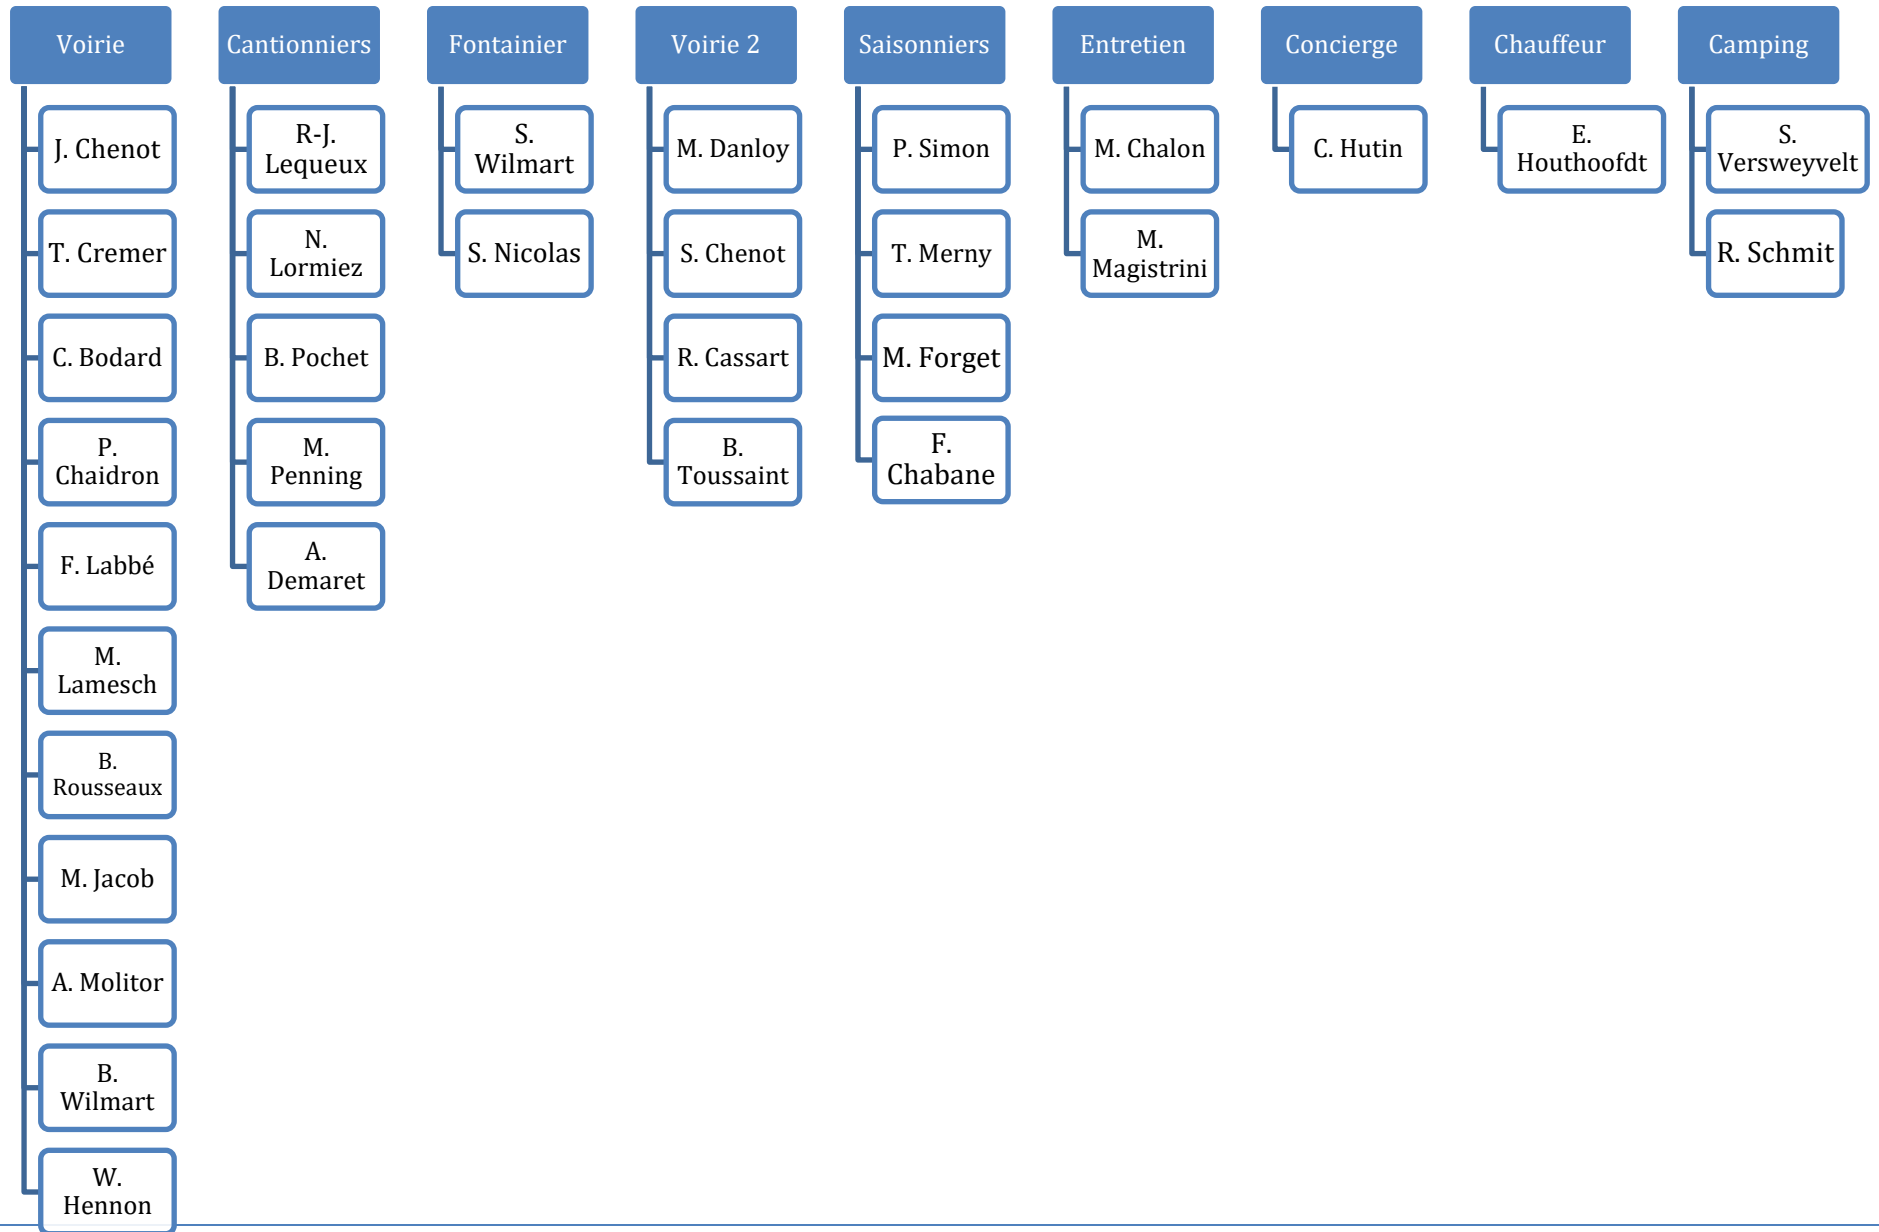 Voirie
J. Chenot
T. Cremer
C. Bodard
P.
Chaidron
F. Labbé
M.
Lamesch
B.
Rousseaux
M. Jacob
A. Molitor
B.
Wilmart
W.
Hennon
Cantionniers
R-J.
Lequeux
N.
Lormiez
B. Pochet
M.
Penning
A.
Demaret
Fontainier
S.
Wilmart
S. Nicolas
Voirie 2
M. Danloy
S. Chenot
R. Cassart
B.
Toussaint
Saisonniers
P. Simon
T. Merny
M. Forget
F.
Chabane
Entretien
M. Chalon
M.
Magistrini
Concierge
C. Hutin
Chauffeur
E.
Houthoofdt
Camping
S.
Versweyvelt
R. Schmit